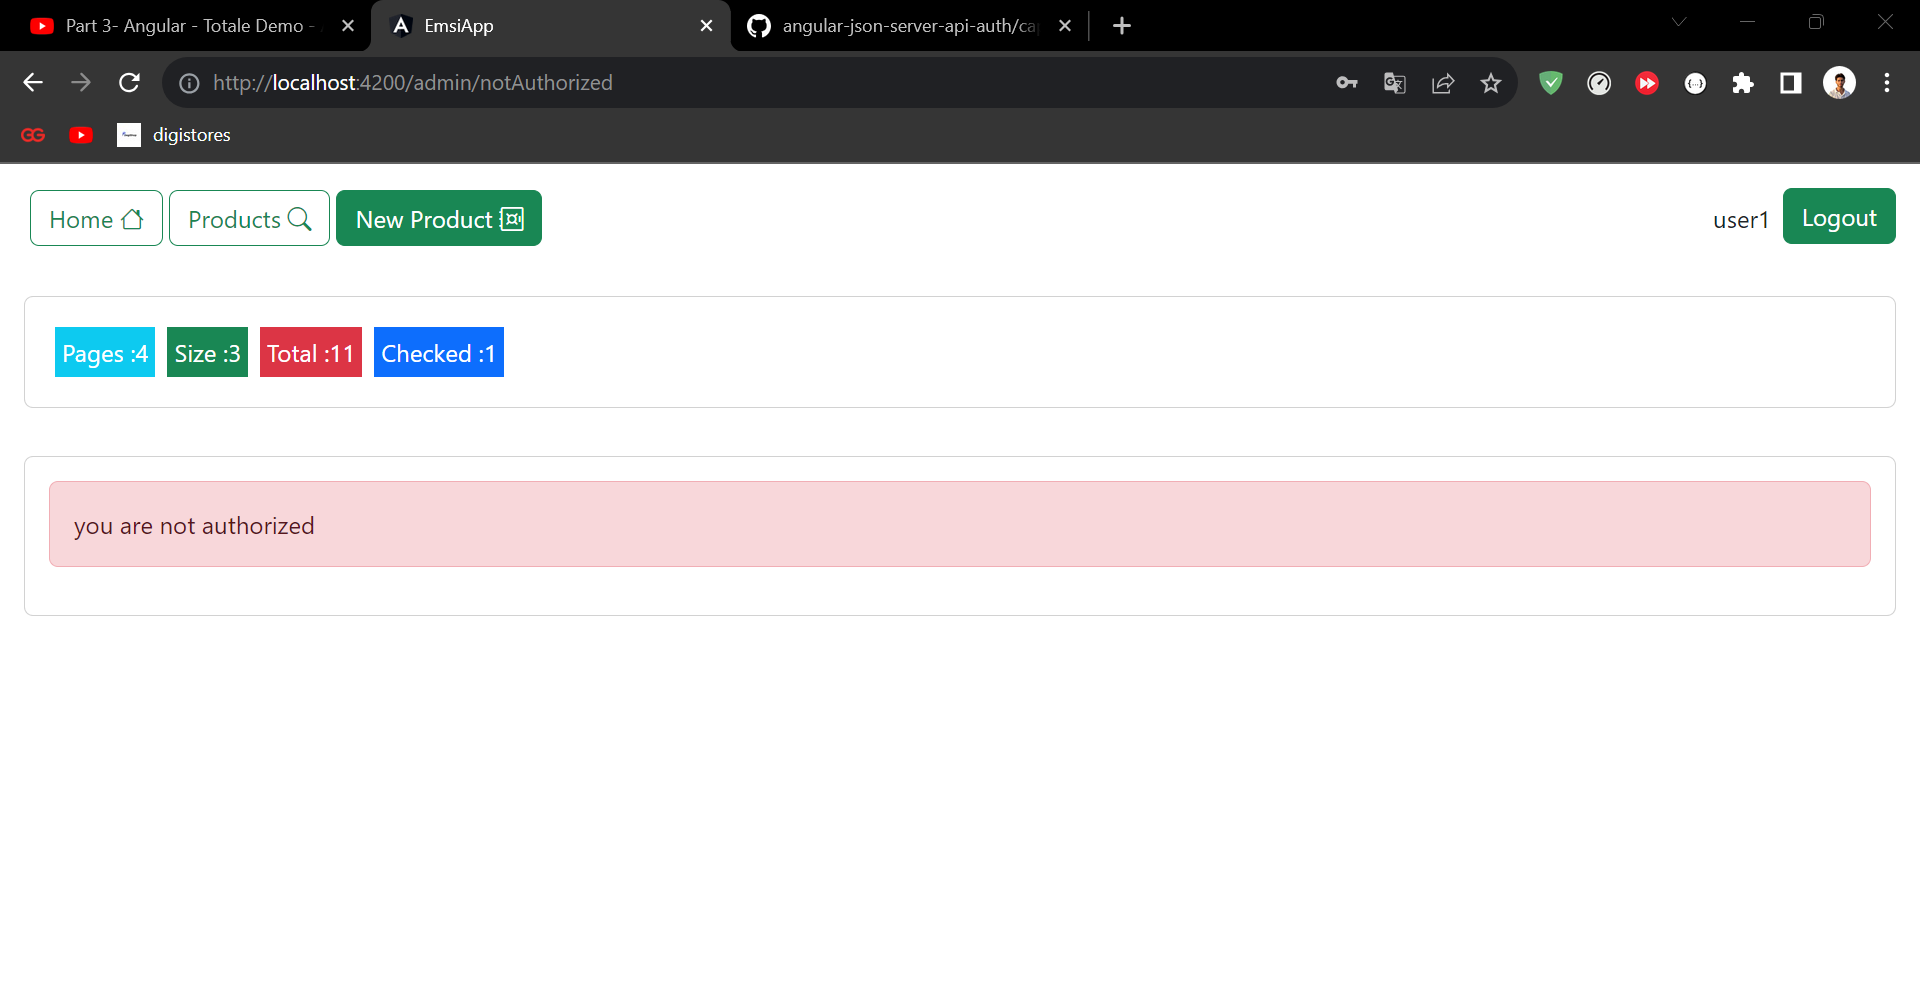 Part 3- Angular - Totale Demo -
EmsiApp
angular-json-server-api-auth/ca
http://localhost:4200/admin/notAuthorized
digistores
Home
Products
New Product
user1
Logout
Pages :4
Size :3
Total :11
Checked :1
you are not authorized